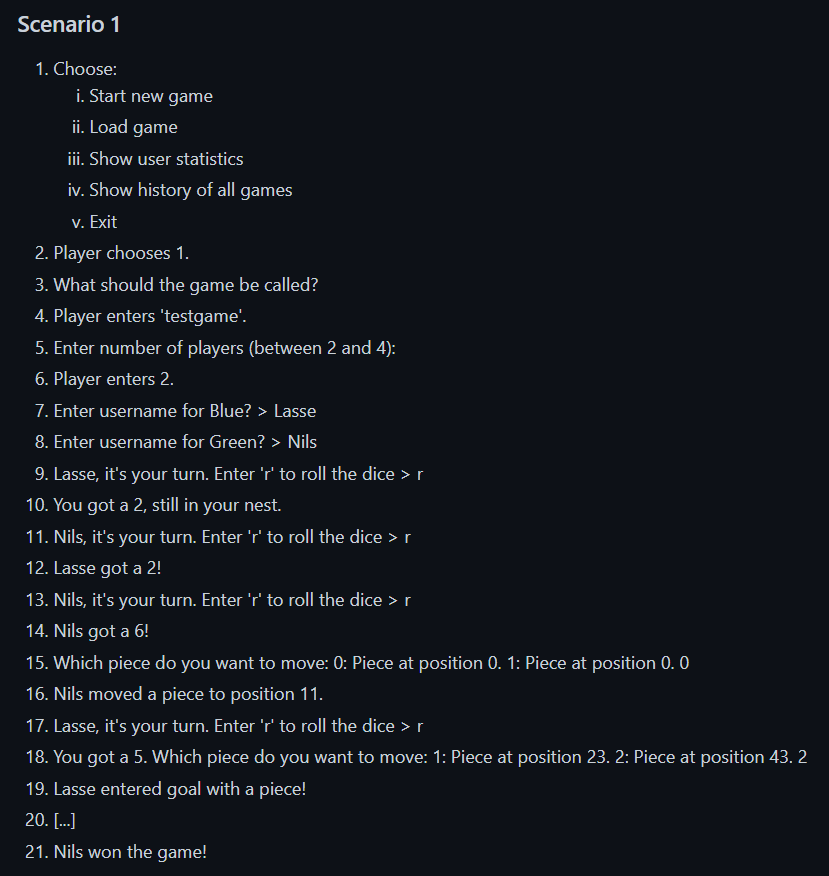 Scenario 1
1. Choose:
i. Start new game
ii. Load game
iii. Show user statistics
iv. Show history of all games
v. Exit
2. Player chooses 1.
3. What should the game be called?
4. Player enters 'testgame'.
5. Enter number of players (between 2 and 4):
6. Player enters 2.
7. Enter username for Blue? > Lasse
8. Enter username for Green? > Nils
9. Lasse, it's your turn. Enter 'r' to roll the dice > r
10. You got a 2, still in your nest.
11. Nils, it's your turn. Enter 'r' to roll the dice > r
12. Lasse got a 2!
13. Nils, it's your turn. Enter 'r' to roll the dice > r
14. Nils got a 6!
15. Which piece do you want to move: 0: Piece at position 0. 1: Piece at position 0. 0
16. Nils moved a piece to position 11.
17. Lasse, it's your turn. Enter 'r' to roll the dice > r
18. You got a 5. Which piece do you want to move: 1: Piece at position 23. 2: Piece at position 43. 2
19. Lasse entered goal with a piece!
20. [...]
21. Nils won the game!